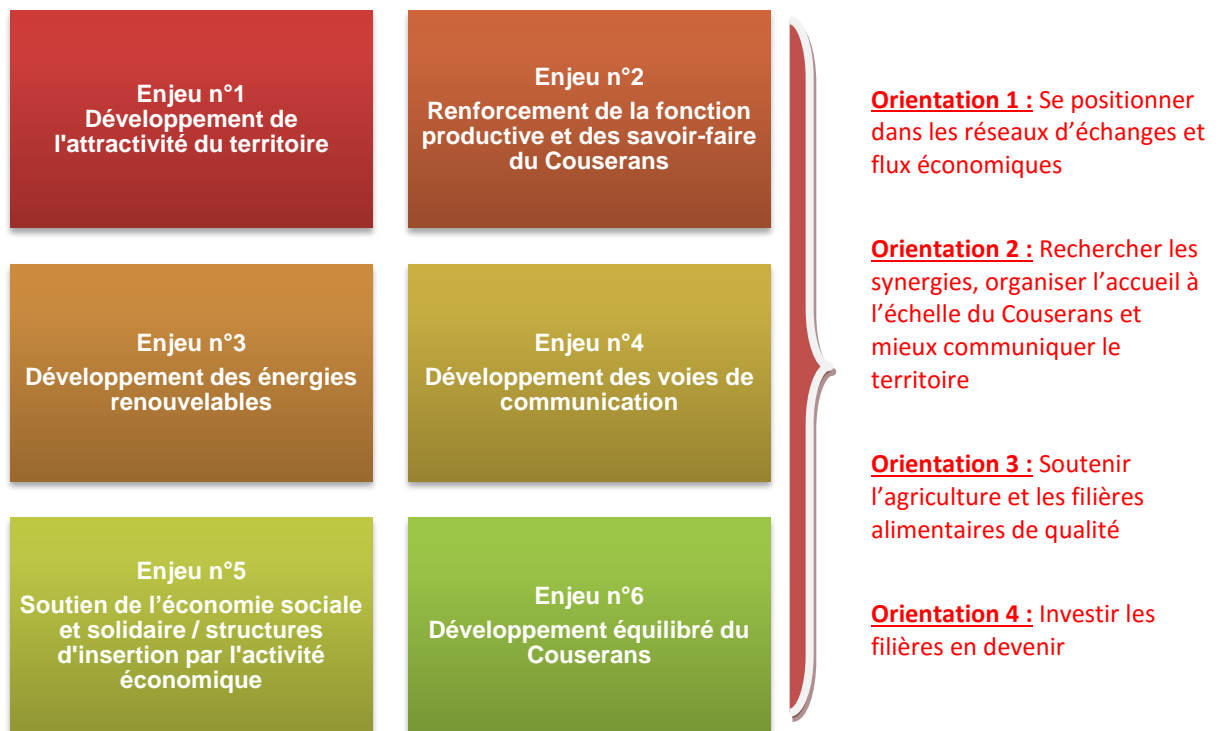 Enjeu n°1
Développement de
l'attractivité du territoire
Enjeu n°2
Renforcement de la fonction
productive et des savoir-faire
du Couserans
Enjeu n°3
Développement des énergies
renouvelables
Enjeu n°4
Développement des voies de
communication
Enjeu n°5
Soutien de l’économie sociale
et solidaire / structures
d'insertion par l'activité
économique
Enjeu n°6
Développement équilibré du
Couserans
Orientation 1 : Se positionner
dans les réseaux d’échanges et
flux économiques
Orientation 2 : Rechercher les
synergies, organiser l’accueil à
l’échelle du Couserans et
mieux communiquer le
territoire
Orientation 3 : Soutenir
l’agriculture et les filières
alimentaires de qualité
Orientation 4 : Investir les
filières en devenir